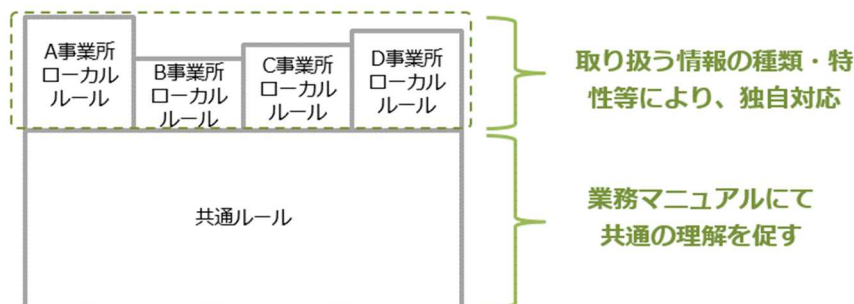 A事業所
ローカル
ルール
B事業所
ローカル
ルール
C事業所
ローカル
ルール
D事業所
ローカル
ルール
取り扱う情報の種類・特
性等により、独自対応
共通ルール
業務マニュアルにて
共通の理解を促す